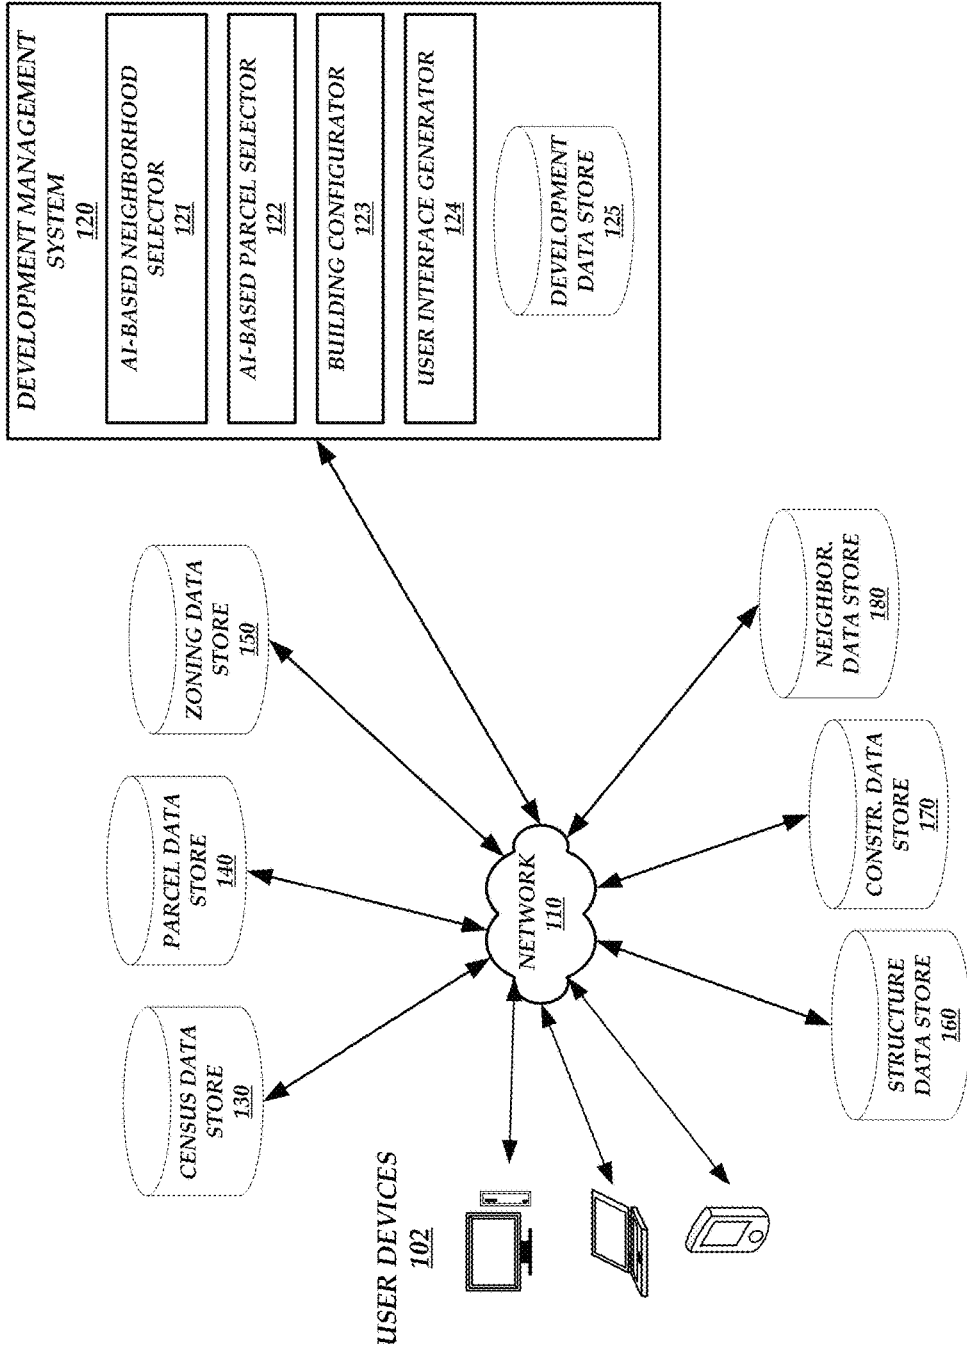 DEVELOPMENT MANAGEMENT
SYSTEM
120
AI-BASED NEIGHBORHOOD
SELECTOR
121
AI-BASED PARCEL SELECTOR
122
BUILDING CONFIGURATOR
123
USER INTERFACE GENERATOR
124
DEVELOPMENT
DATA STORE
125
CENSUS DATA
STORE
130
PARCEL DATA
STORE
140
ZONING DATA
STORE
150
USER DEVICES
102
NETWORK
110
STRUCTURE
DATA STORE
160
CONSTR. DATA
STORE
170
NEIGHBOR.
DATA STORE
180